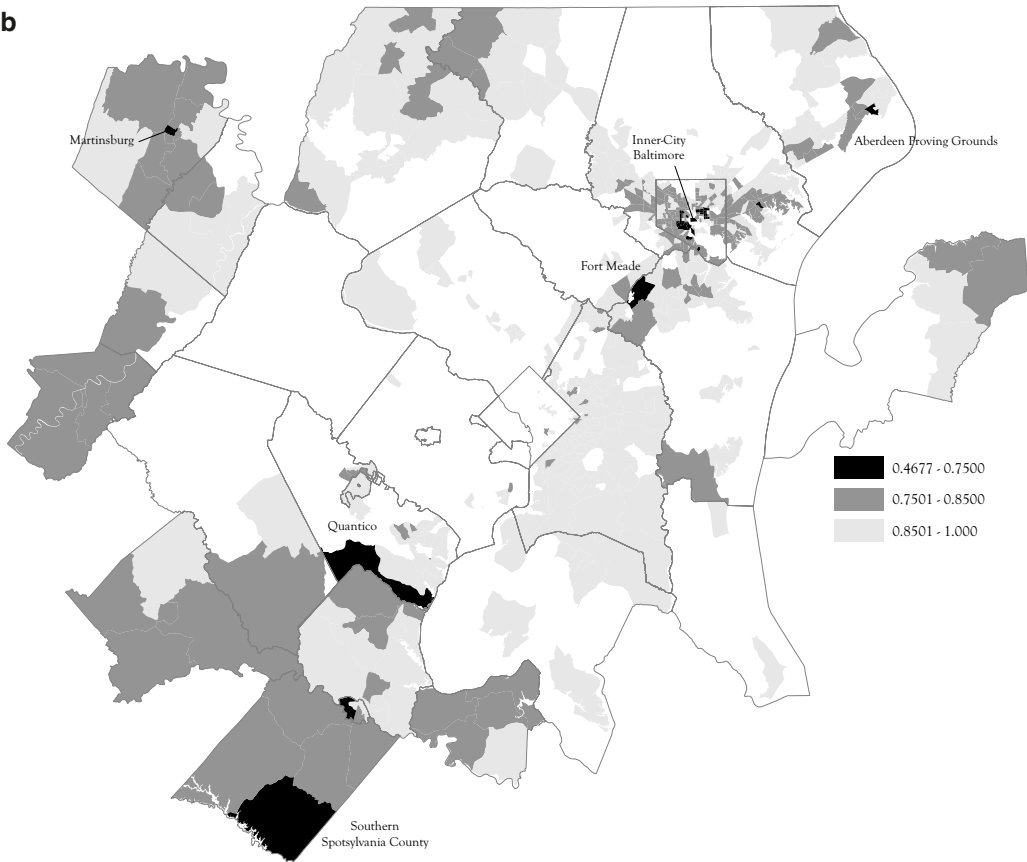 b
Martinsburg
Inner-City
Baltimore
Aberdeen Proving Grounds
Fort Meade
0.4677 - 0.7500
0.7501 - 0.8500
0.8501 - 1.000
Quantico
Southern
Spotsylvania County